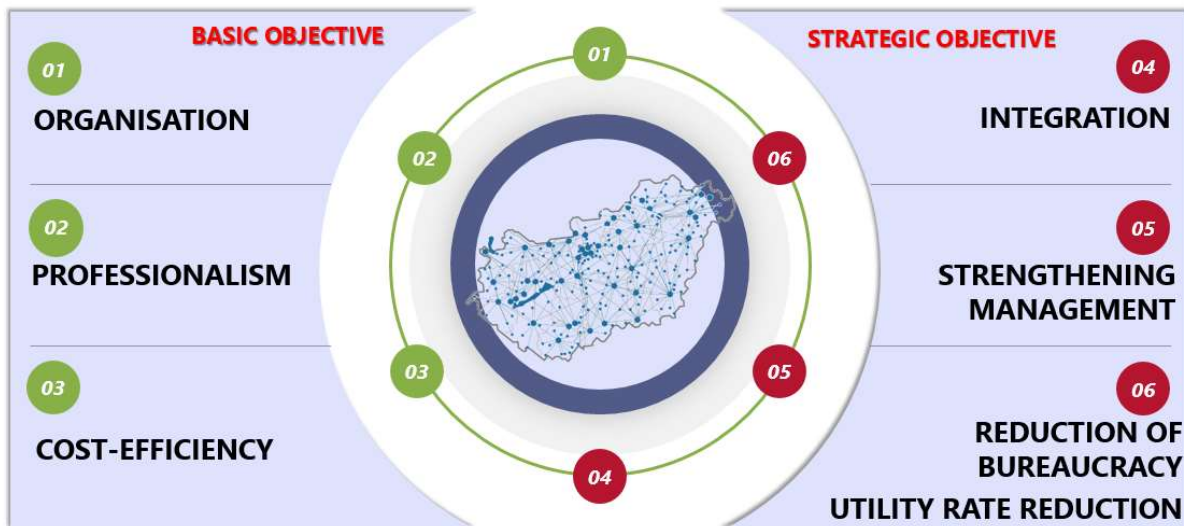 BASIC OBJECTIVE
01
ORGANISATION
02
PROFESSIONALISM
03
COST-EFFICIENCY
01
02
03
04
05
06
STRATEGIC OBJECTIVE
04
INTEGRATION
05
STRENGTHENING
MANAGEMENT
06
REDUCTION OF
BUREAUCRACY
UTILITY RATE REDUCTION